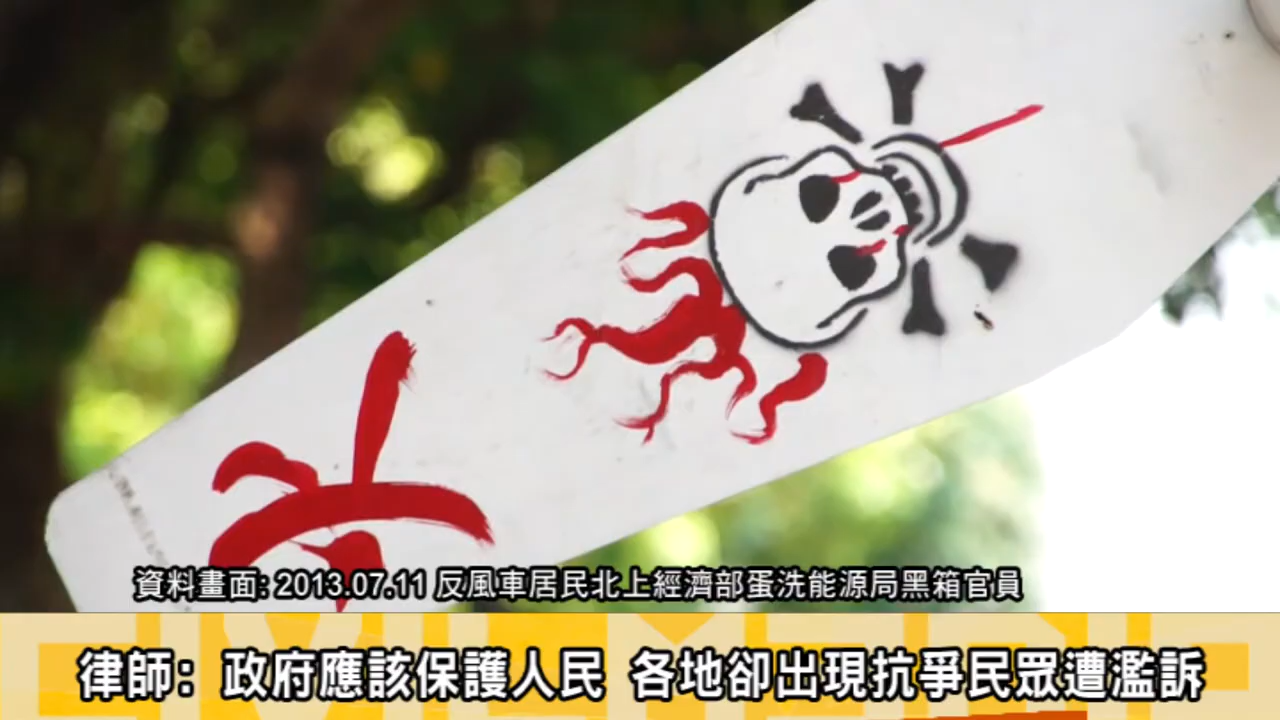 資料畫面: 2013.07.11 反風車居民北上經濟部蛋洗能源局黑箱官員
律師：政府應該保護人民 各地卻出現抗爭民眾遭濫訴